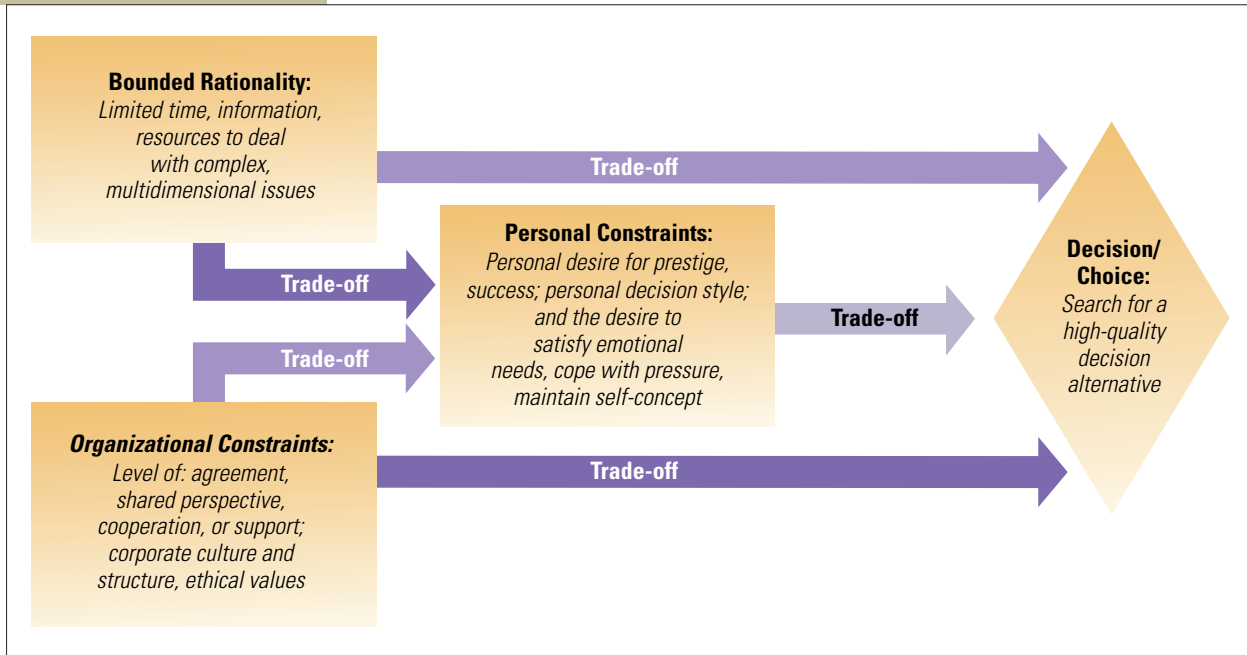 Bounded Rationality:
Limited time, information,
resources to deal
with complex,
multidimensional issues
Trade-off
Trade-off
Personal Constraints:
Personal desire for prestige,
success; personal decision style;
and the desire to
satisfy emotional
needs, cope with pressure,
maintain self-concept
Trade-off
Decision/
Choice:
Search for a
high-quality
decision
alternative
Trade-off
Organizational Constraints:
Level of: agreement,
shared perspective,
cooperation, or support;
corporate culture and
structure, ethical values
Trade-off